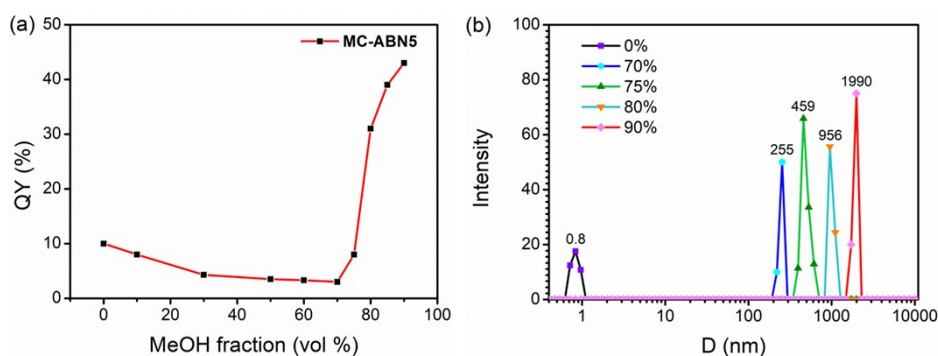 (a)
MC-ABN5
QY (%)
50
40
30
20
10
0
0 20 40 60 80 100
MeOH fraction (vol %)
(b)
0%
70%
75%
80%
90%
Intensity
100
80
60
40
20
0
0.8
255
459
956
1990
1 10 100 1000 10000
D (nm)